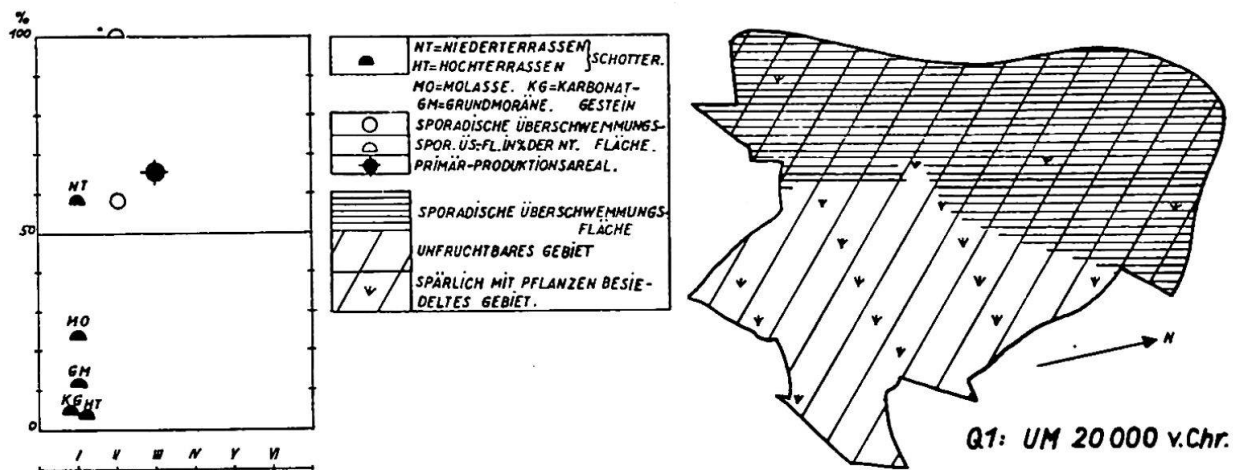 %
100
50
0
NT
MO
GM
KG HT
I II III IV V VI
NT=NIEDERTERRASSEN
HT=HOCHTERRASSEN } SCHOTTER.
MO=MOLASSE. KG=KARBONAT-
GM=GRUNDMORÄNE. GESTEIN
SPORADISCHE ÜBERSCHWEMMUNGS-
SPOR. ÜS-FL.IN%DER NT. FLÄCHE.
PRIMÄR-PRODUKTIONSAREAL.
SPORADISCHE ÜBERSCHWEMMUNGS-
FLÄCHE
UNFRUCHTBARES GEBIET
SPÄRLICH MIT PFLANZEN BESIE-
DELTES GEBIET.
N
Q1: UM 20000 v.Chr.